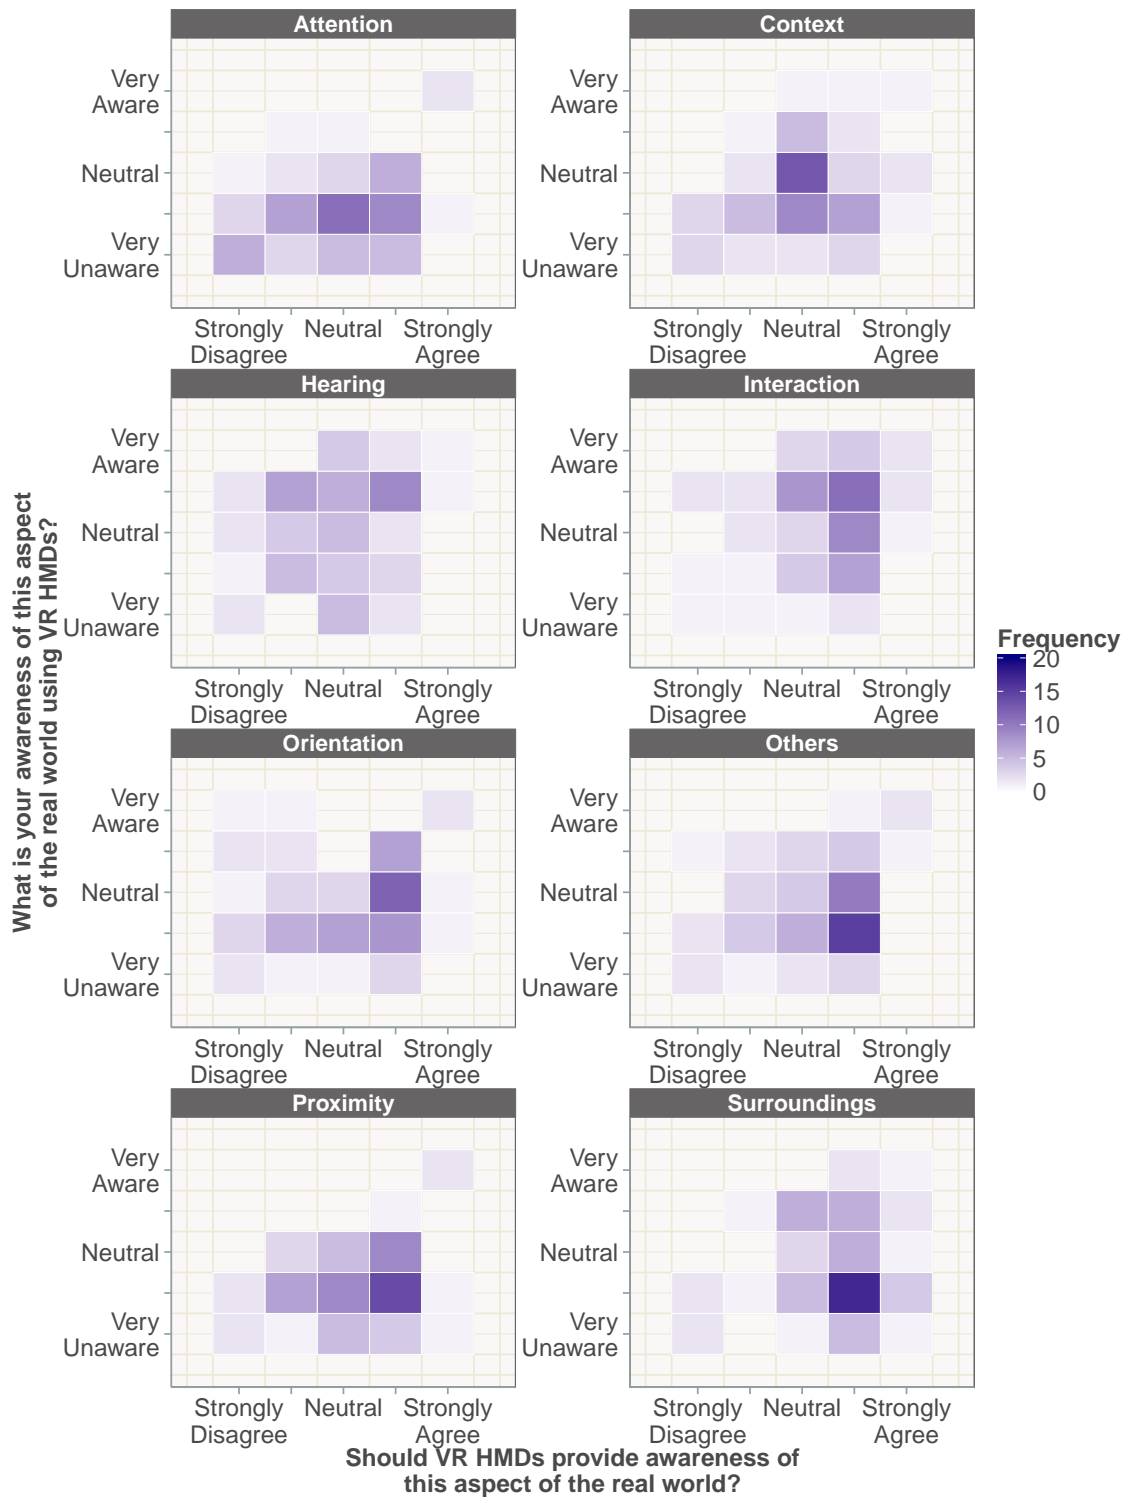 Attention
Context
Very
Aware
Neutral
Very
Unaware
Very
Aware
Neutral
Very
Unaware
Strongly
Disagree
Neutral
Strongly
Agree
Strongly
Disagree
Neutral
Strongly
Agree
Hearing
Interaction
Very
Aware
Neutral
Very
Unaware
Very
Aware
Neutral
Very
Unaware
Strongly
Disagree
Neutral
Strongly
Agree
Strongly
Disagree
Neutral
Strongly
Agree
What is your awareness of this aspect
of the real world using VR HMDs?
Frequency
20
15
10
5
0
Orientation
Others
Very
Aware
Neutral
Very
Unaware
Very
Aware
Neutral
Very
Unaware
Strongly
Disagree
Neutral
Strongly
Agree
Strongly
Disagree
Neutral
Strongly
Agree
Proximity
Surroundings
Very
Aware
Neutral
Very
Unaware
Very
Aware
Neutral
Very
Unaware
Strongly
Disagree
Neutral
Strongly
Agree
Strongly
Disagree
Neutral
Strongly
Agree
Should VR HMDs provide awareness of
this aspect of the real world?